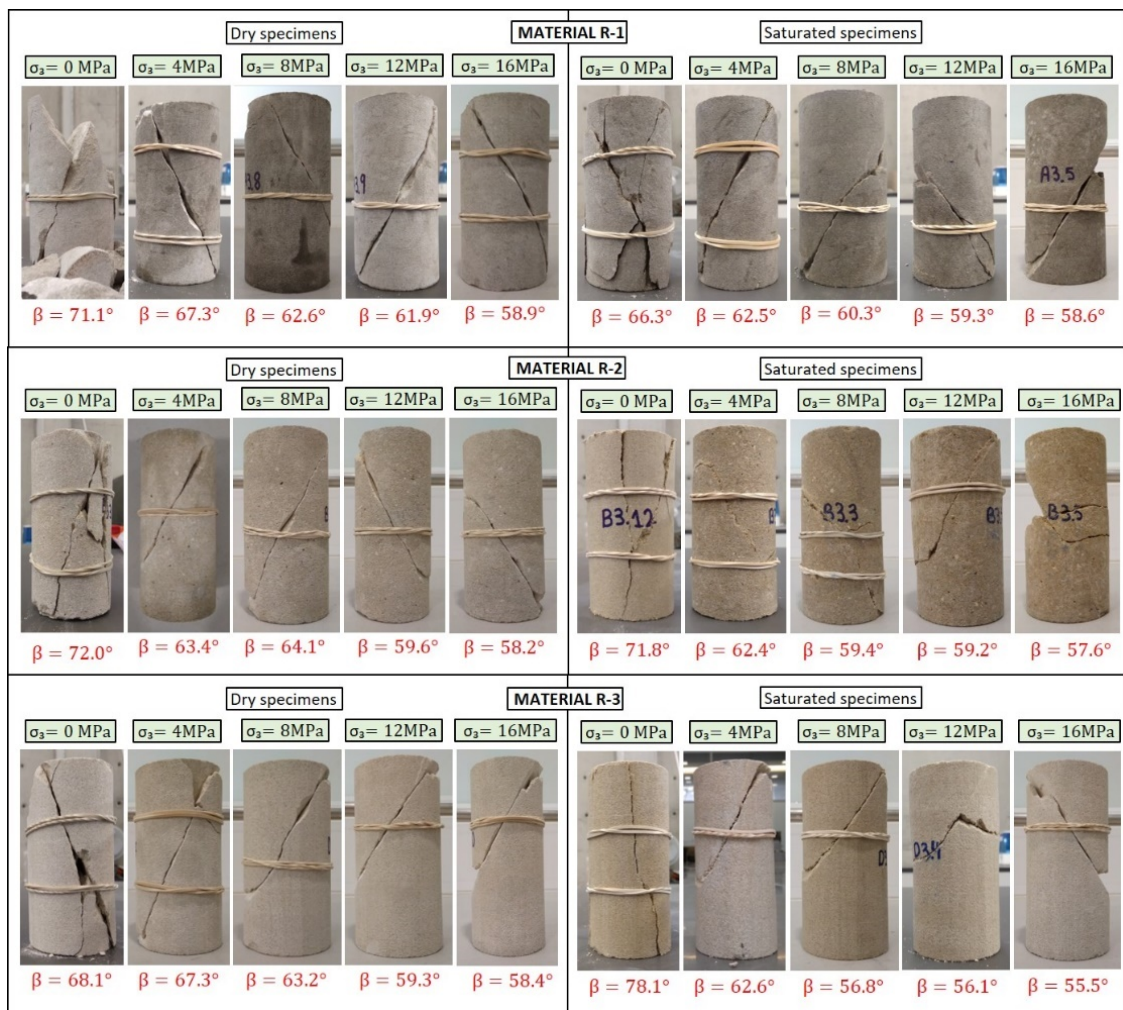 MATERIAL R-1
Dry specimens
Saturated specimens
σ₃= 0 MPa σ₃= 4MPa σ₃= 8MPa σ₃= 12MPa σ₃= 16MPa σ₃= 0 MPa σ₃= 4MPa σ₃= 8MPa σ₃= 12MPa σ₃= 16MPa
3.8
3.9
A3.5
β = 71.1° β = 67.3° β = 62.6° β = 61.9° β = 58.9° β = 66.3° β = 62.5° β = 60.3° β = 59.3° β = 58.6°
MATERIAL R-2
Dry specimens
Saturated specimens
σ₃= 0 MPa σ₃= 4MPa σ₃= 8MPa σ₃= 12MPa σ₃= 16MPa σ₃= 0 MPa σ₃= 4MPa σ₃= 8MPa σ₃= 12MPa σ₃= 16MPa
B3.12
B3.3
B3.5
β = 72.0° β = 63.4° β = 64.1° β = 59.6° β = 58.2° β = 71.8° β = 62.4° β = 59.4° β = 59.2° β = 57.6°
MATERIAL R-3
Dry specimens
Saturated specimens
σ₃= 0 MPa σ₃= 4MPa σ₃= 8MPa σ₃= 12MPa σ₃= 16MPa σ₃= 0 MPa σ₃= 4MPa σ₃= 8MPa σ₃= 12MPa σ₃= 16MPa
D3.4
β = 68.1° β = 67.3° β = 63.2° β = 59.3° β = 58.4° β = 78.1° β = 62.6° β = 56.8° β = 56.1° β = 55.5°